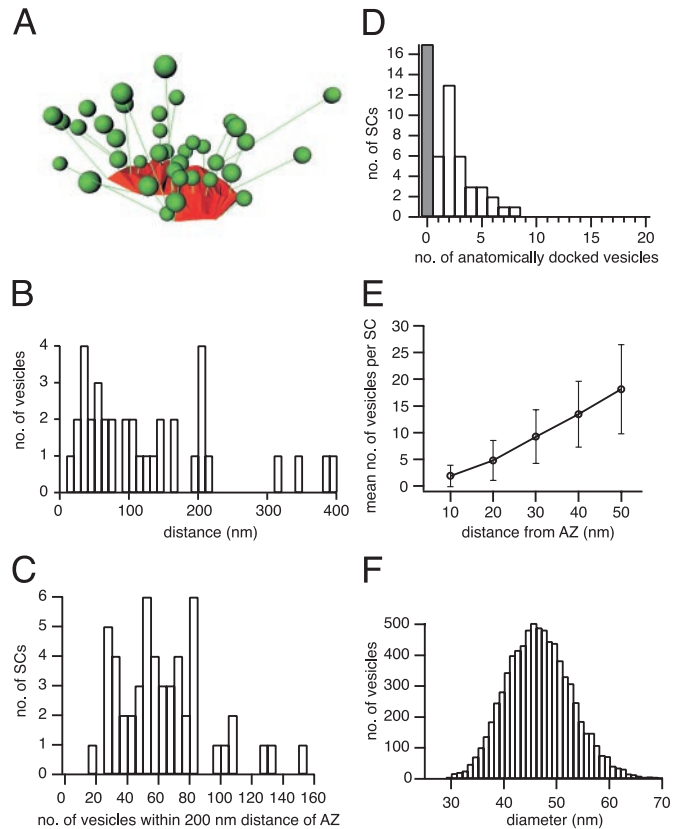 A
D
16
14
12
10
8
6
4
2
0
no. of SCs
0 5 10 15 20
no. of anatomically docked vesicles
B
4
3
2
1
0
no. of vesicles
0 100 200 300 400
distance (nm)
E
30
25
20
15
10
5
0
mean no. of vesicles per SC
10 20 30 40 50
distance from AZ (nm)
C
6
5
4
3
2
1
0
no. of SCs
0 20 40 60 80 100 120 140 160
no. of vesicles within 200 nm distance of AZ
F
500
400
300
200
100
0
no. of vesicles
30 40 50 60 70
diameter (nm)